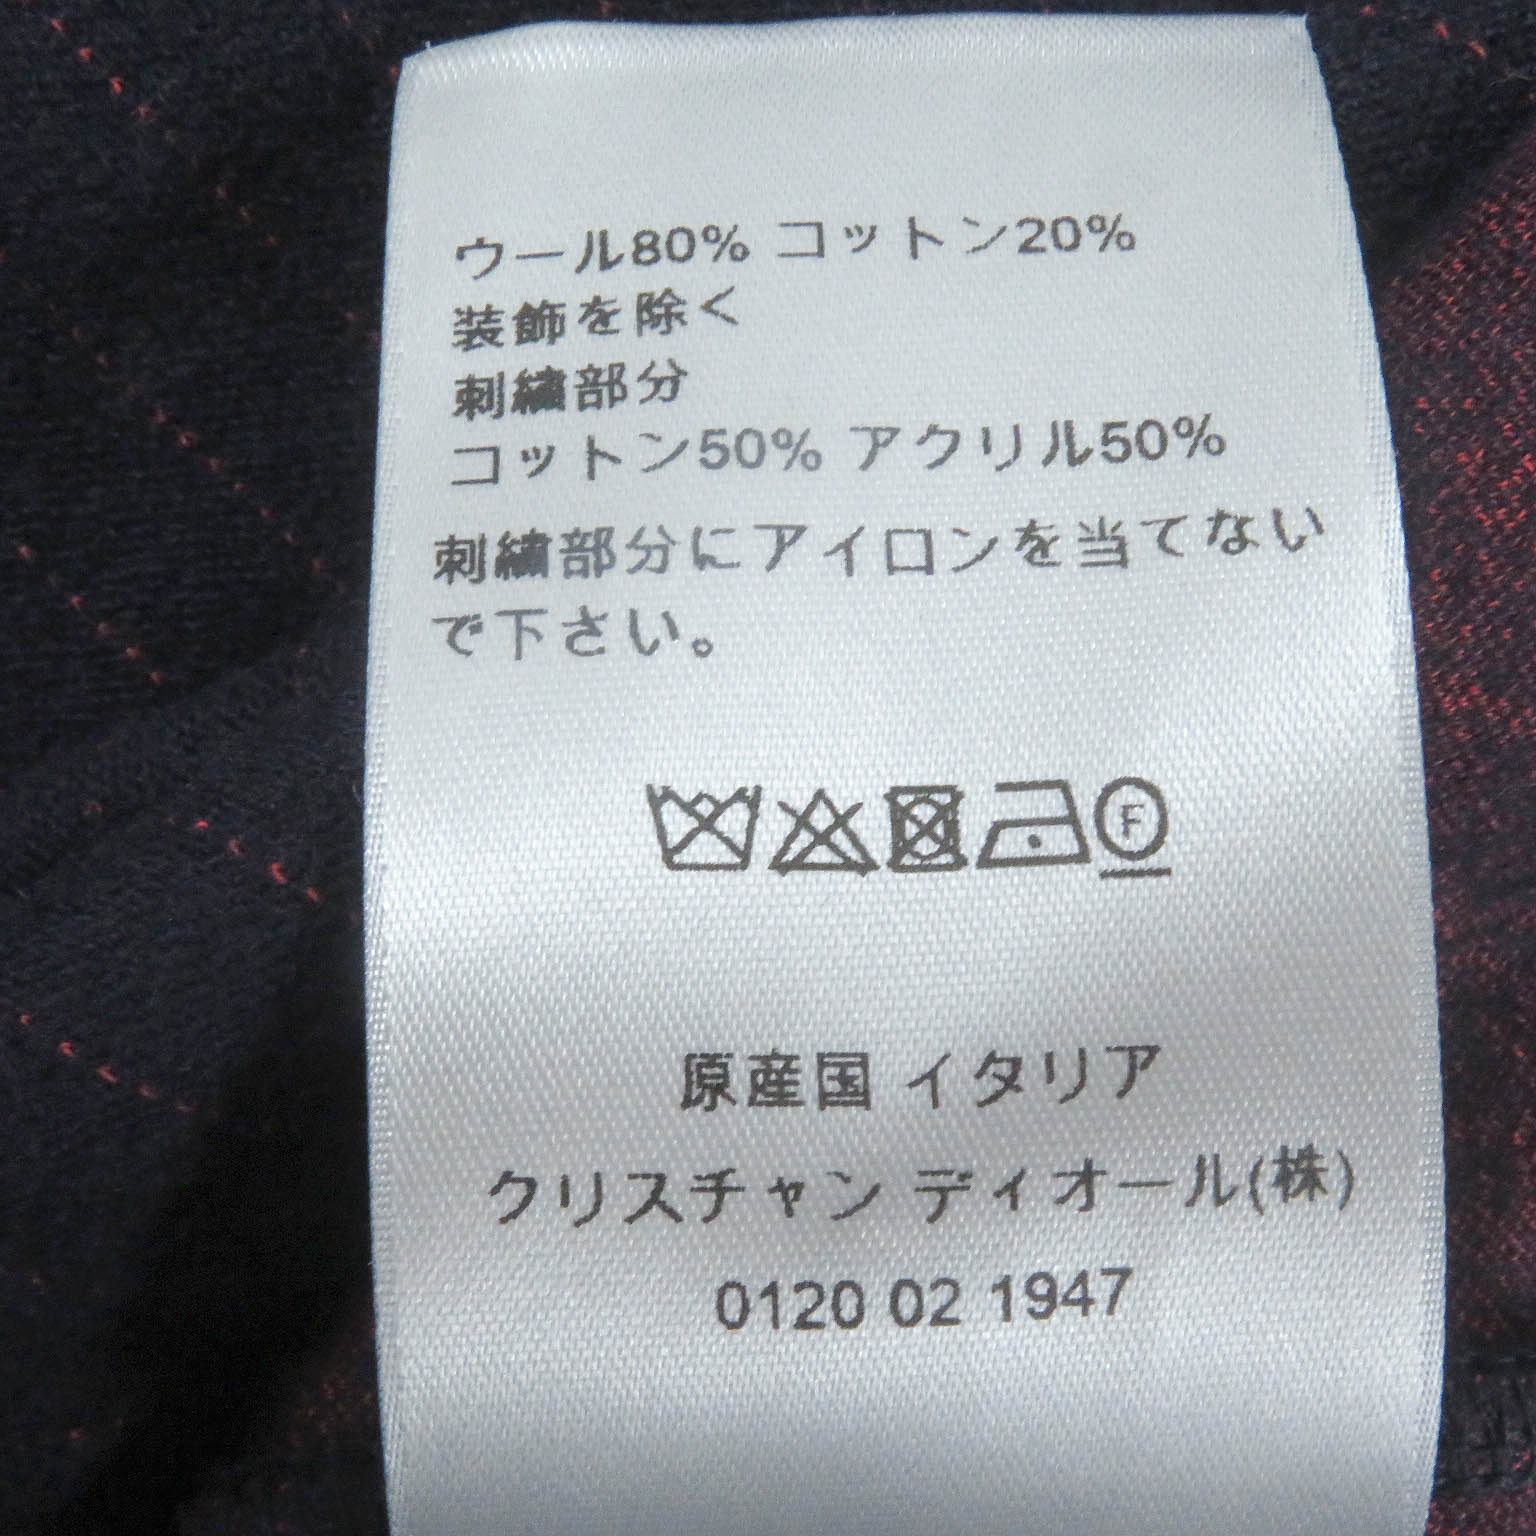 ウール80% コットン20%
装飾を除く
刺繍部分
コットン50% アクリル50%
刺繍部分にアイロンを当てない
で下さい。
F
原産国 イタリア
クリスチャン ディオール(株)
0120 02 1947